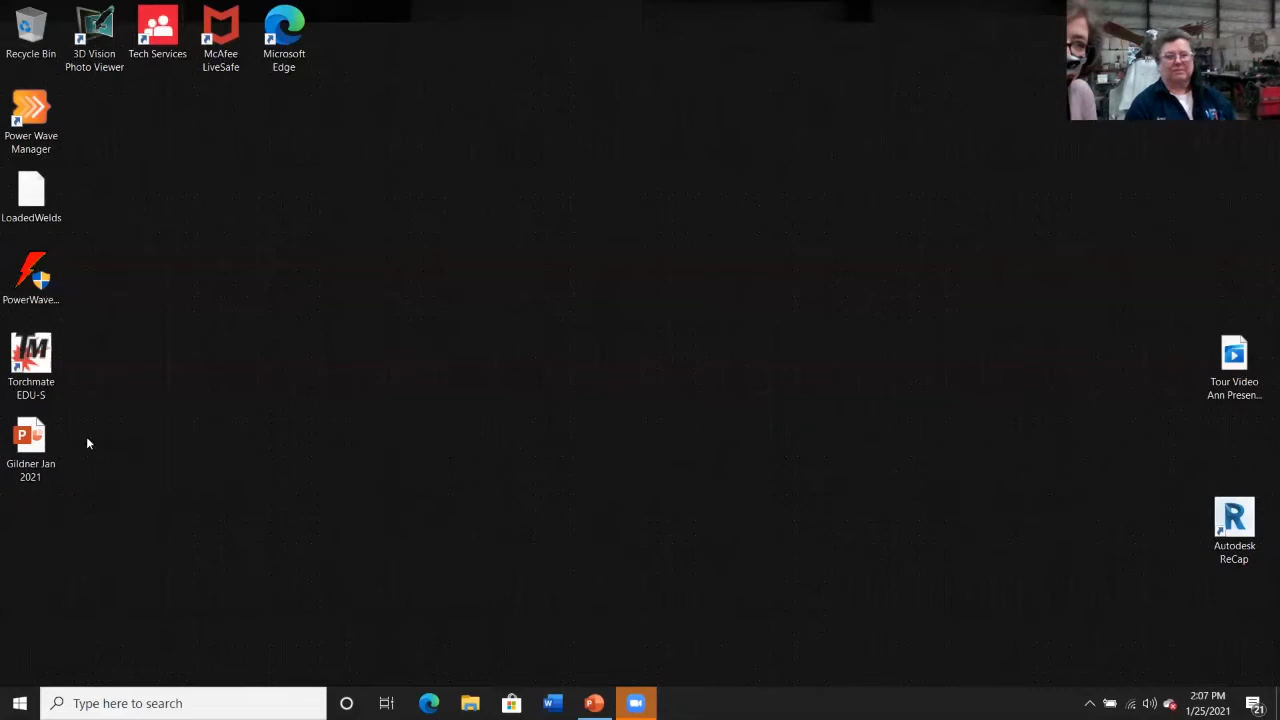 Recycle Bin
3D Vision
Photo Viewer
Tech Services
McAfee
LiveSafe
Microsoft
Edge
Power Wave
Manager
LoadedWelds
PowerWave...
TM
Torchmate
EDU-S
P
Gildner Jan
2021
Tour Video
Ann Presen...
R
Autodesk
ReCap
Type here to search
W
P
2:07 PM
1/25/2021
21